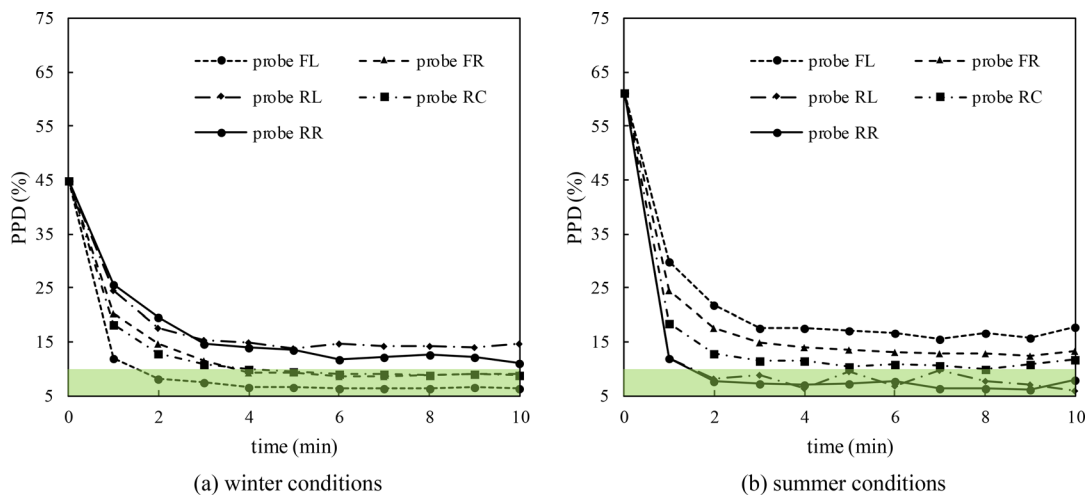 75
65
55
45
35
25
15
5
PPD (%)
probe FL
probe FR
probe RL
probe RC
probe RR
0 2 4 6 8 10
time (min)
(a) winter conditions
75
65
55
45
35
25
15
5
PPD (%)
probe FL
probe FR
probe RL
probe RC
probe RR
0 2 4 6 8 10
time (min)
(b) summer conditions